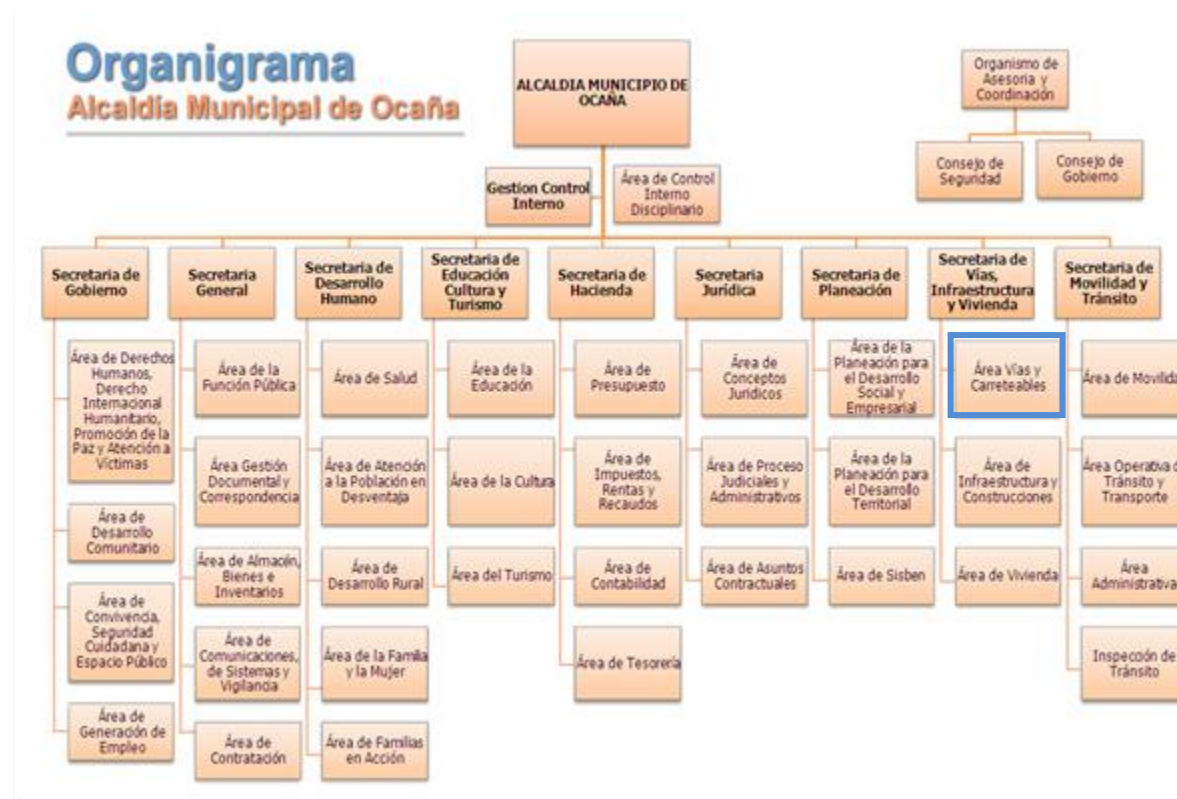 Organigrama
Alcaldia Municipal de Ocaña
ALCALDIA MUNICIPIO DE
OCAÑA
Organismo de
Asesoria y
Coordinación
Consejo de
Seguridad
Consejo de
Gobierno
Gestion Control
Interno
Área de Control
Interno
Disciplinario
Secretaria de
Gobierno
Secretaria
General
Secretaria de
Desarrollo
Humano
Secretaria de
Educación
Cultura y
Turismo
Secretaria de
Hacienda
Secretaria
Jurídica
Secretaria de
Planeación
Secretaria de
Vías,
Infraestructura
y Vivienda
Secretaria de
Movilidad y
Tránsito
Área de Derechos
Humanos,
Derecho
Internacional
Humanitario,
Promoción de la
Paz y Atención a
Víctimas
Área de
Desarrollo
Comunitario
Área de
Convivencia,
Seguridad
Cuidadana y
Espacio Público
Área de
Generación de
Empleo
Área de la
Función Pública
Área Gestión
Documental y
Correspondencia
Área de Almacén,
Bienes e
Inventarios
Área de
Comunicaciones,
de Sistemas y
Vigilancia
Área de
Contratación
Área de Salud
Área de Atención
a la Población en
Desventaja
Área de
Desarrollo Rural
Área de la Familia
y la Mujer
Área de Familias
en Acción
Área de la
Educación
Área de la Cultura
Área del Turismo
Área de
Presupuesto
Área de
Impuestos,
Rentas y
Recaudos
Área de
Contabilidad
Área de Tesorería
Área de
Conceptos
Jurídicos
Área de Proceso
Judiciales y
Administrativos
Área de Asuntos
Contractuales
Área de la
Planeación para
el Desarrollo
Social y
Empresarial
Área de la
Planeación para
el Desarrollo
Territorial
Área de Sisben
Área Vías y
Carreteables
Área de
Infraestructura y
Construcciones
Área de Vivienda
Área de Movilida
Área Operativa d
Tránsito y
Transporte
Área
Administrativa
Inspección de
Tránsito